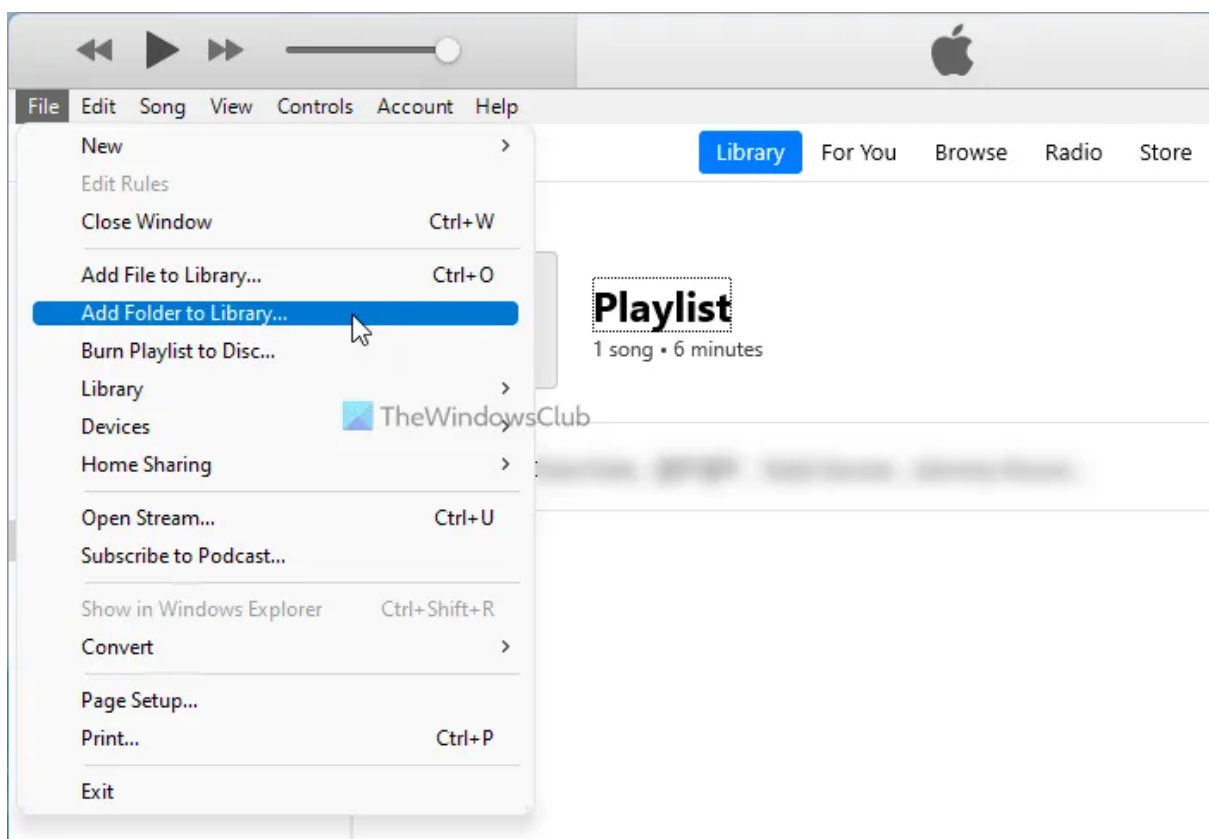 File Edit Song View Controls Account Help
Library For You Browse Radio Store
New
Edit Rules
Close Window Ctrl+W
Add File to Library... Ctrl+O
Add Folder to Library...
Burn Playlist to Disc...
Library
Devices
Home Sharing
Open Stream... Ctrl+U
Subscribe to Podcast...
Show in Windows Explorer Ctrl+Shift+R
Convert
Page Setup...
Print... Ctrl+P
Exit
Playlist
1 song • 6 minutes
TheWindowsClub